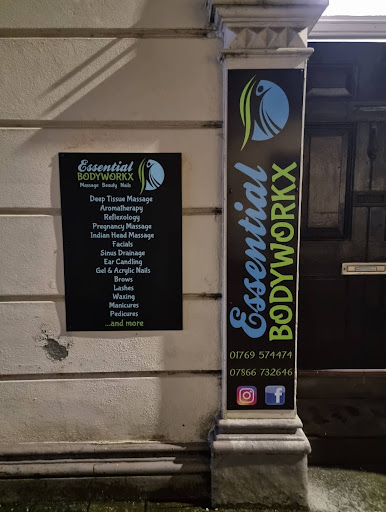 Essential
BODYWORKX
Massage Beauty Nails
Deep Tissue Massage
Aromatherapy
Reflexology
Pregnancy Massage
Indian Head Massage
Facials
Sinus Drainage
Ear Candling
Gel & Acrylic Nails
Brows
Lashes
Waxing
Manicures
Pedicures
...and more
Essential
BODYWORKX
01769 574474
07866 732646